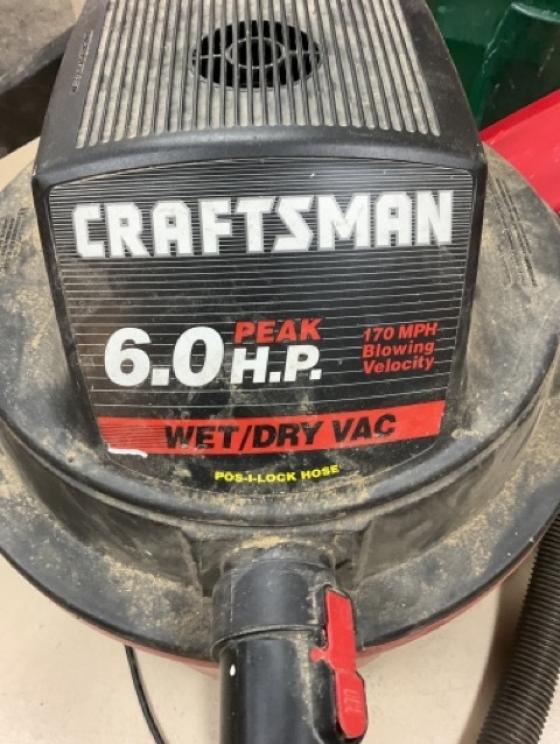 CRAFTSMAN
6.0 PEAK H.P.
170 MPH
Blowing
Velocity
WET/DRY VAC
POS-I-LOCK HOSE